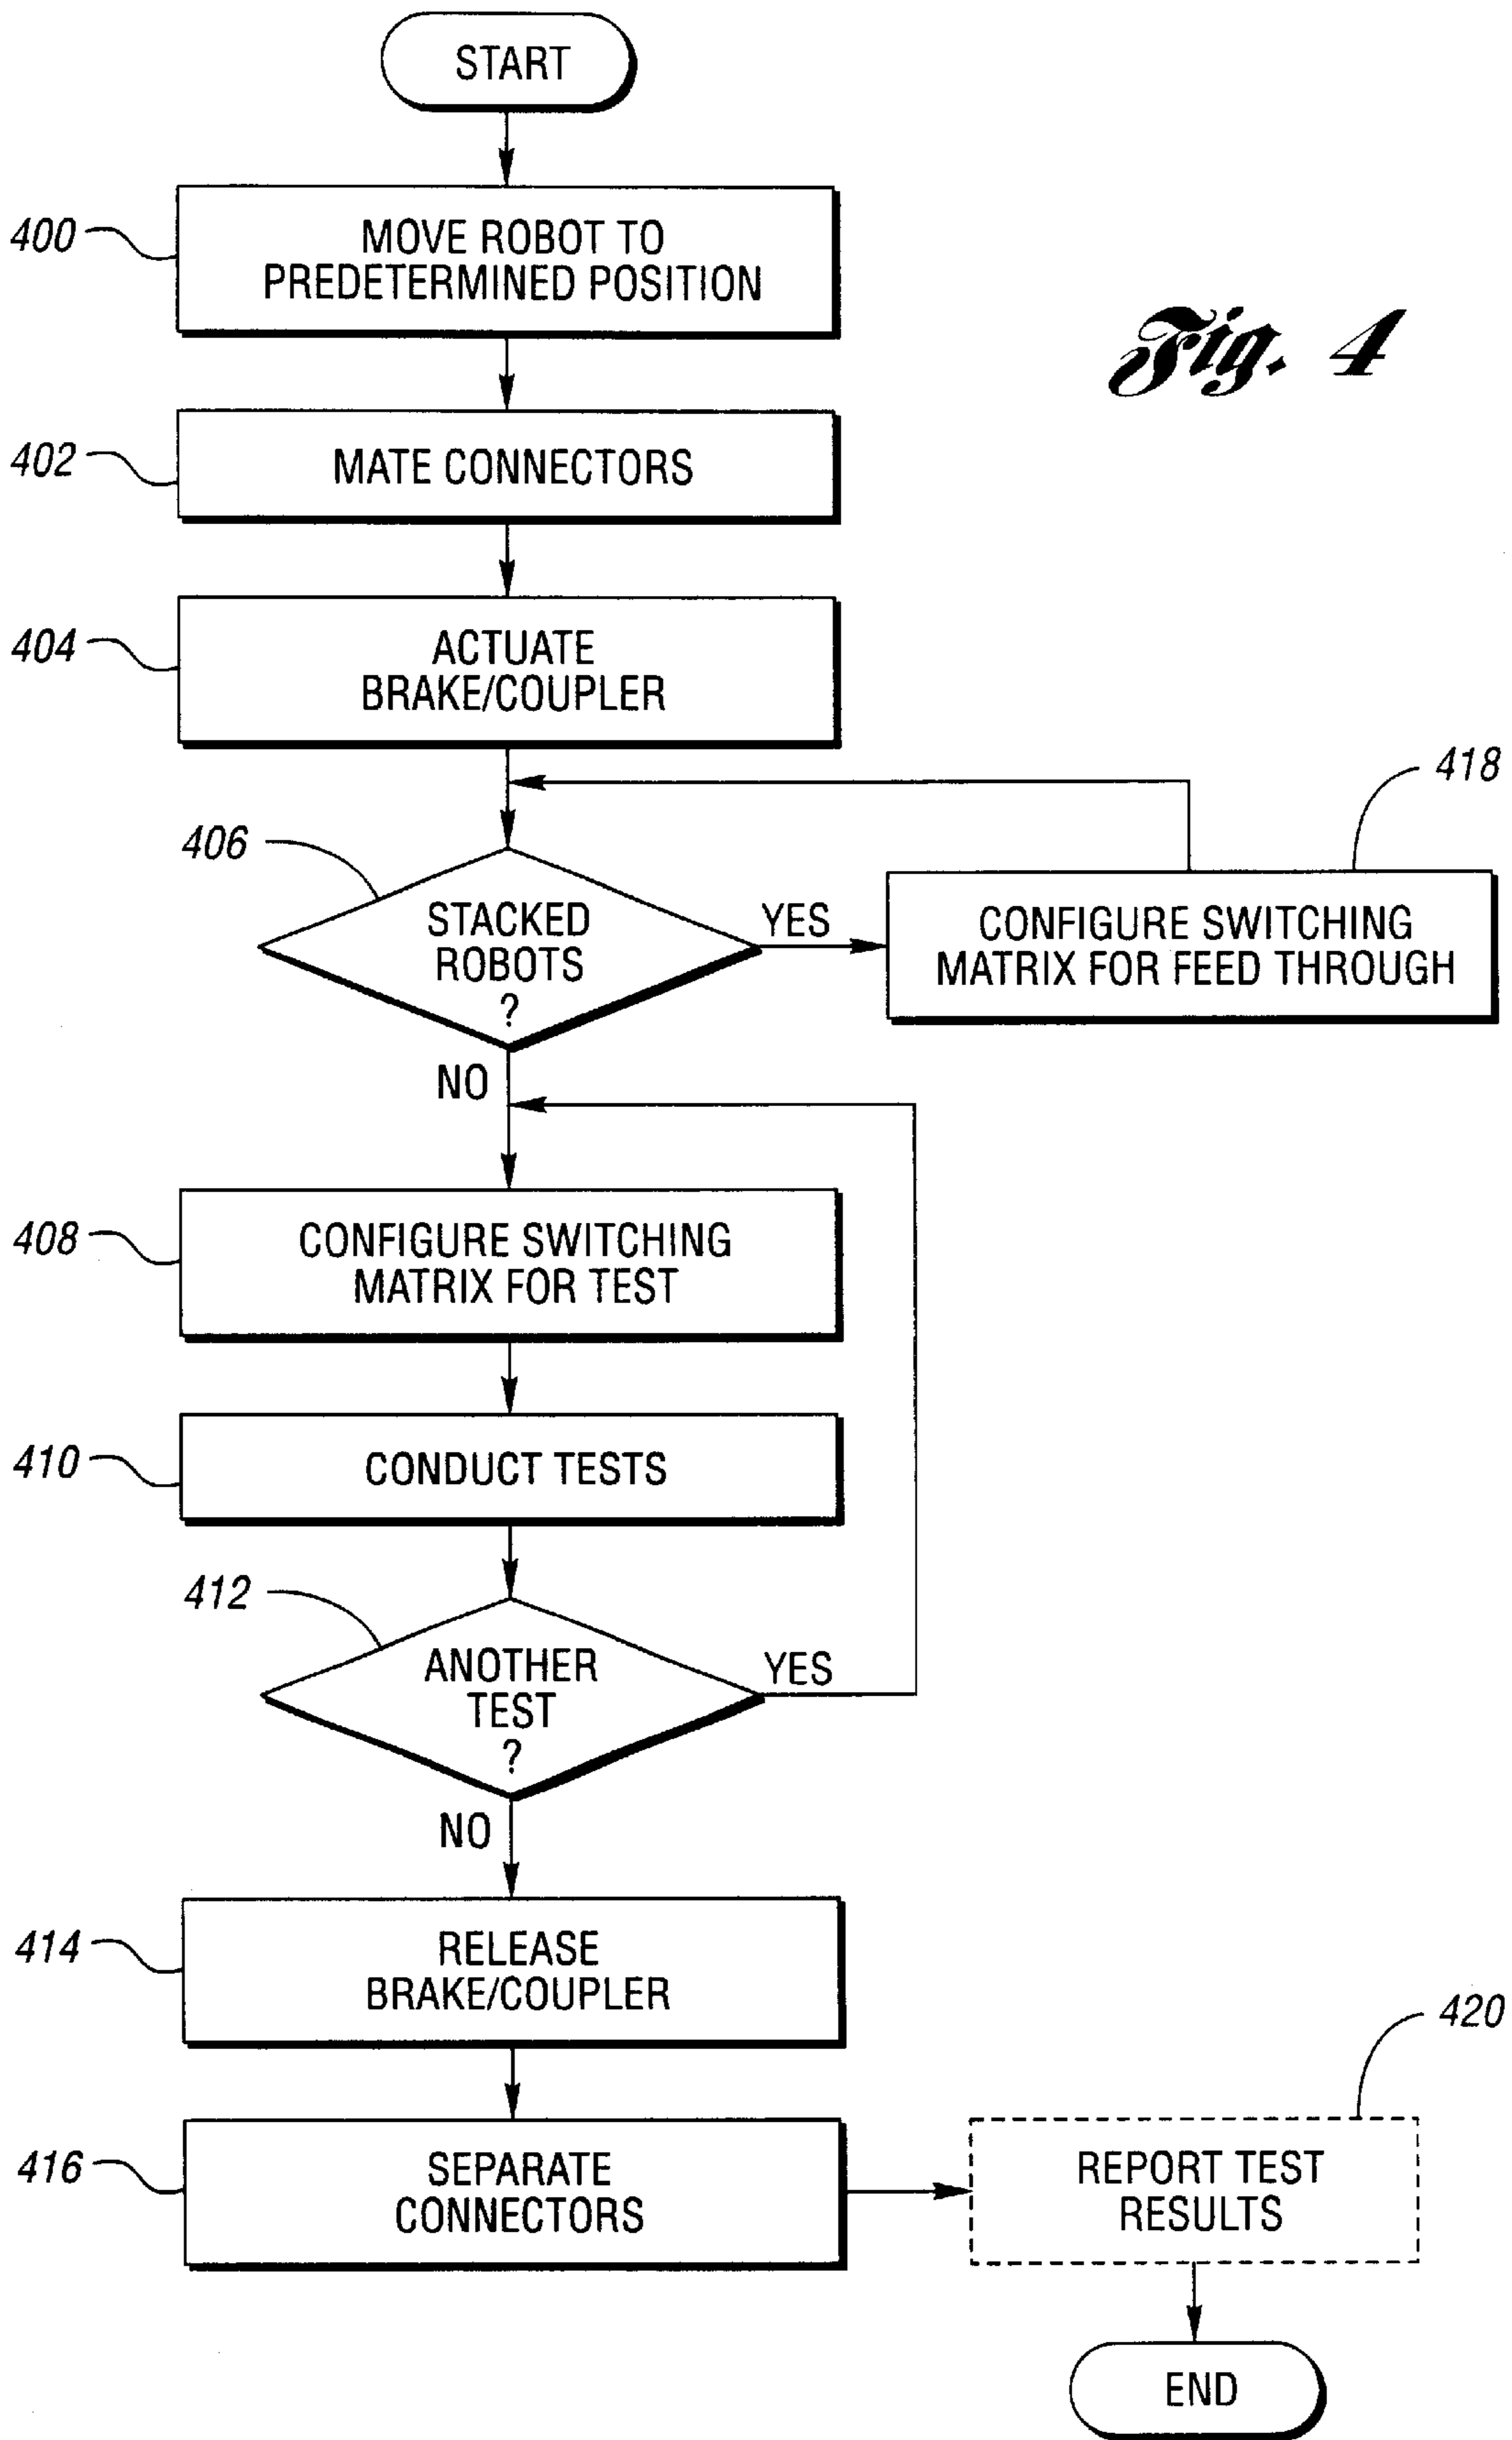 START
400
MOVE ROBOT TO
PREDETERMINED POSITION
Fig. 4
402
MATE CONNECTORS
404
ACTUATE
BRAKE/COUPLER
418
406
STACKED
ROBOTS
?
YES
CONFIGURE SWITCHING
MATRIX FOR FEED THROUGH
NO
408
CONFIGURE SWITCHING
MATRIX FOR TEST
410
CONDUCT TESTS
412
ANOTHER
TEST
?
YES
NO
414
RELEASE
BRAKE/COUPLER
420
416
SEPARATE
CONNECTORS
REPORT TEST
RESULTS
END